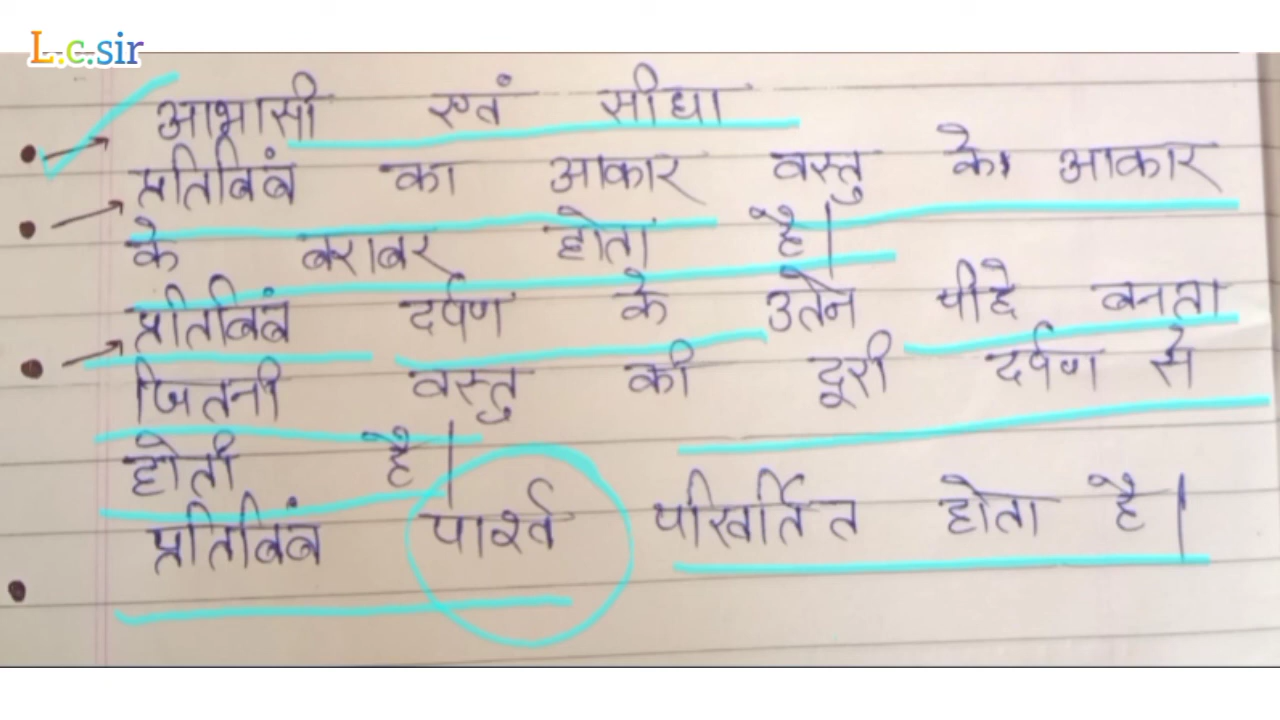 L.c.sir
आभासी एवं सीधा
प्रतिबिंब का आकार वस्तु के आकार
के बराबर होता है।
प्रतिबिंब दर्पण के उतने पीछे बनता
जितनी वस्तु की दूरी दर्पण से
होती है।
प्रतिबिंब पार्श्व परिवर्तित होता है।